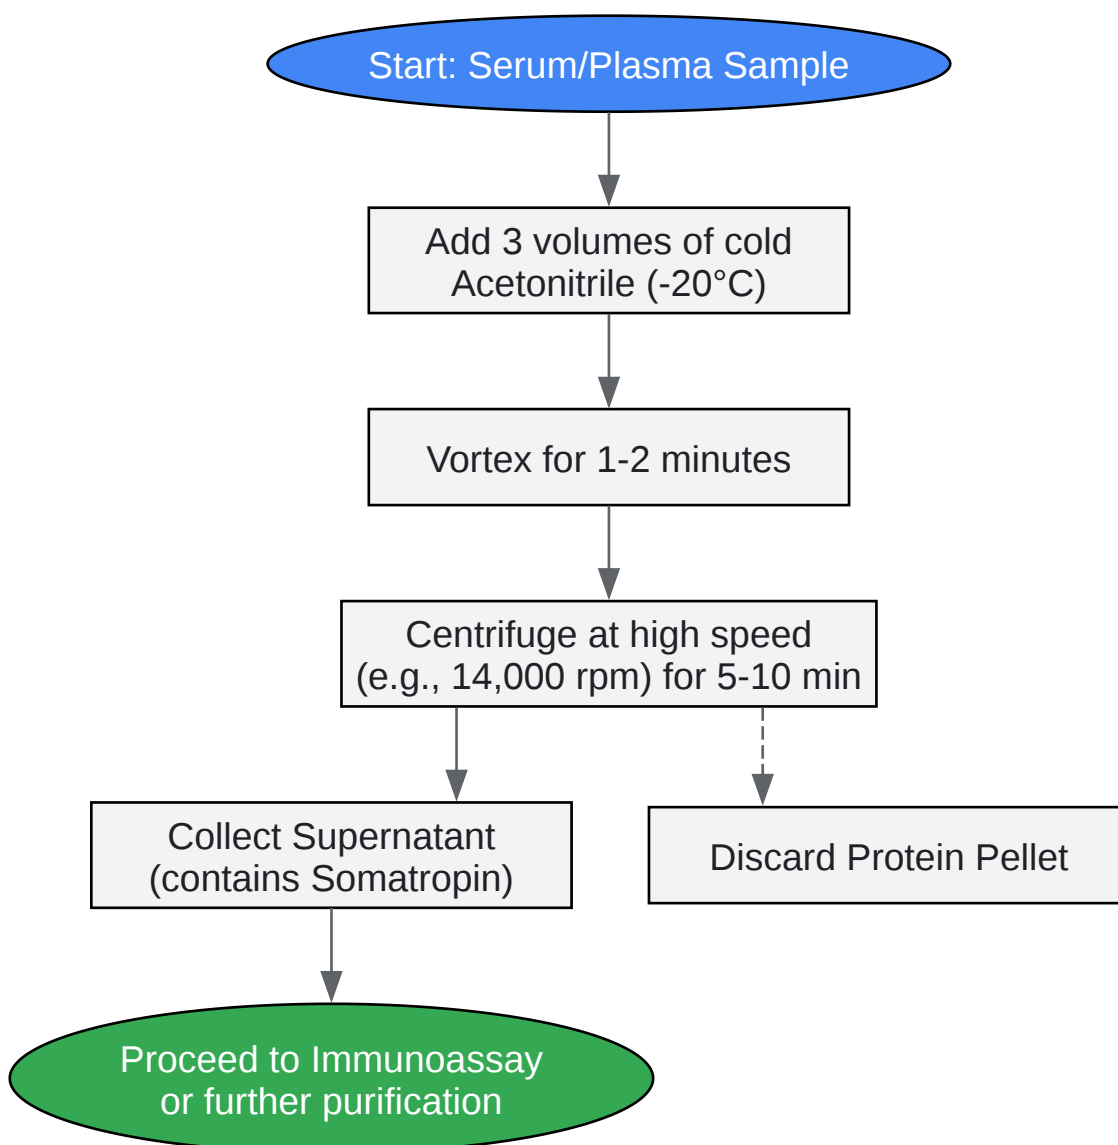 Start: Serum/Plasma Sample
Add 3 volumes of cold
Acetonitrile (-20°C)
Vortex for 1-2 minutes
Centrifuge at high speed
(e.g., 14,000 rpm) for 5-10 min
Collect Supernatant
(contains Somatropin)
Discard Protein Pellet
Proceed to Immunoassay
or further purification